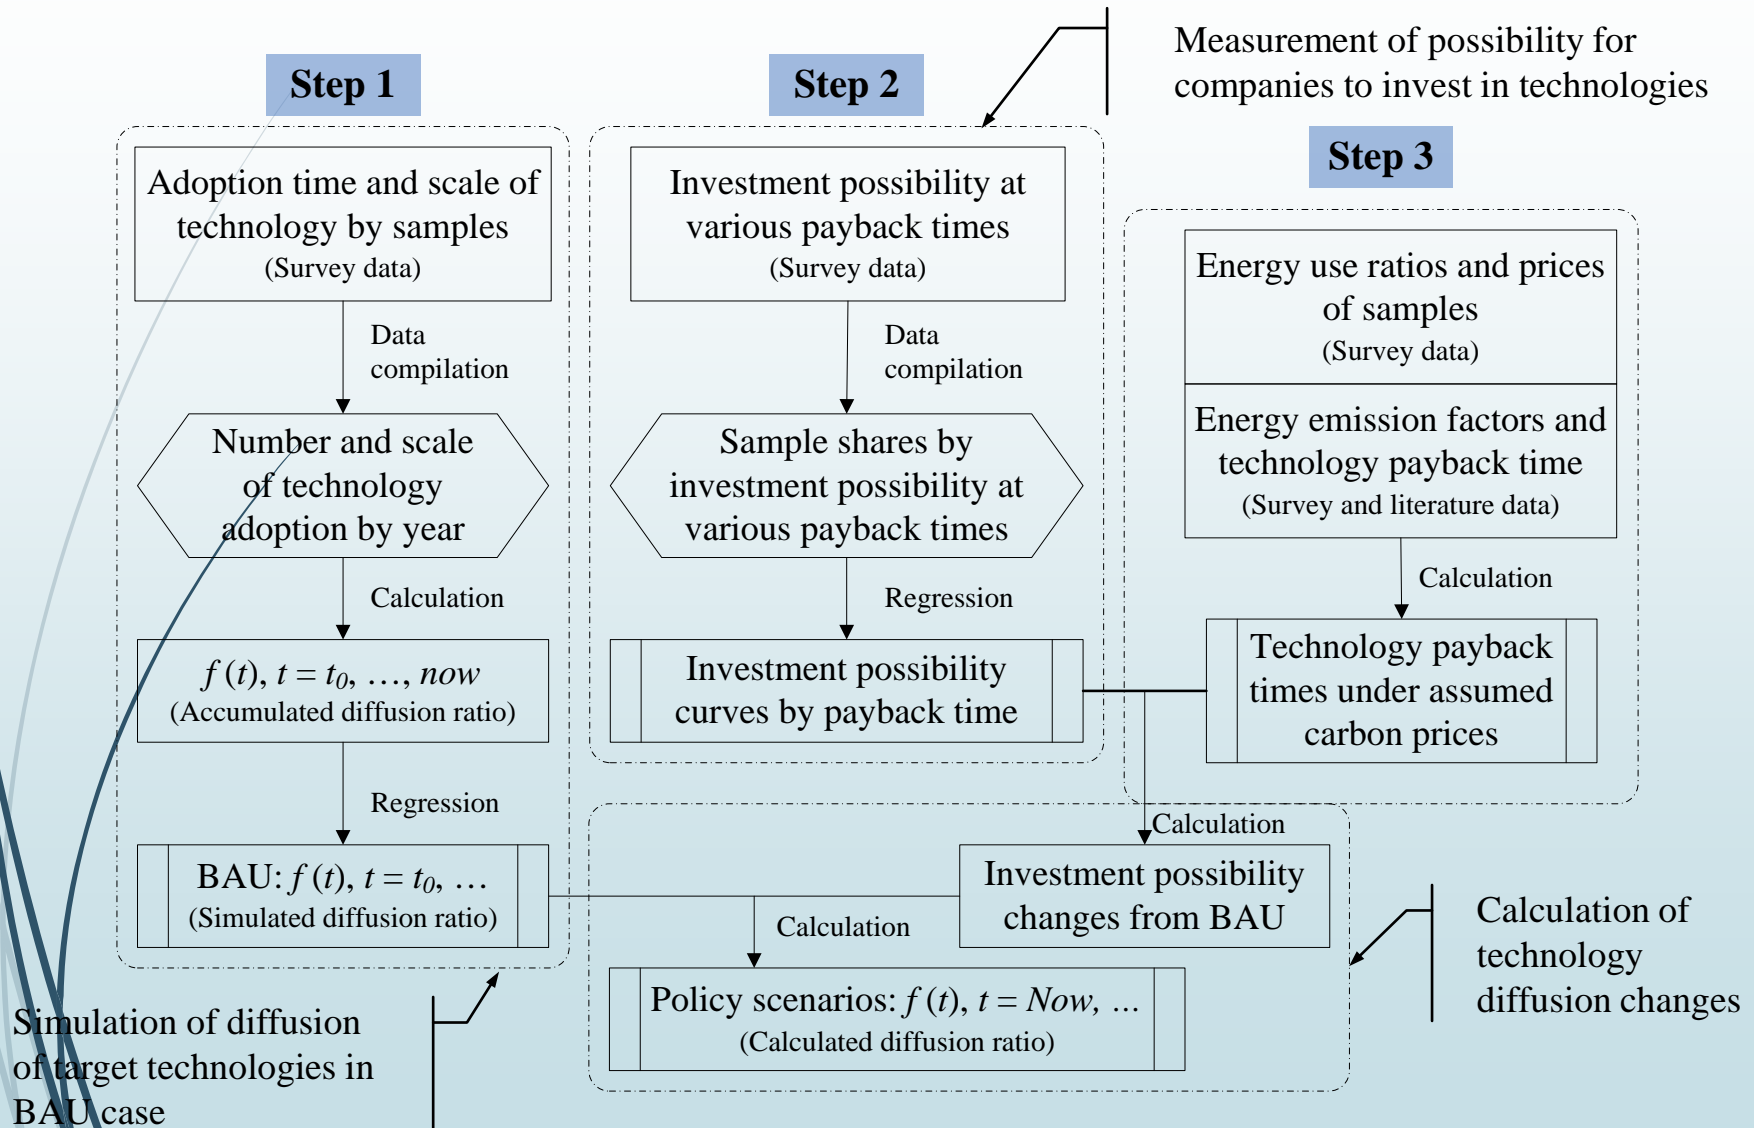 Step 1
Adoption time and scale of
technology by samples
(Survey data)
Data
compilation
Number and scale
of technology
adoption by year
Calculation
f (t), t = t0, …, now
(Accumulated diffusion ratio)
Regression
BAU: f (t), t = t0, …
(Simulated diffusion ratio)
Simulation of diffusion
of target technologies in
BAU case
Step 2
Measurement of possibility for
companies to invest in technologies
Investment possibility at
various payback times
(Survey data)
Data
compilation
Sample shares by
investment possibility at
various payback times
Regression
Investment possibility
curves by payback time
Step 3
Energy use ratios and prices
of samples
(Survey data)
Energy emission factors and
technology payback time
(Survey and literature data)
Calculation
Technology payback
times under assumed
carbon prices
Calculation
Investment possibility
changes from BAU
Calculation
Policy scenarios: f (t), t = Now, …
(Calculated diffusion ratio)
Calculation of
technology
diffusion changes